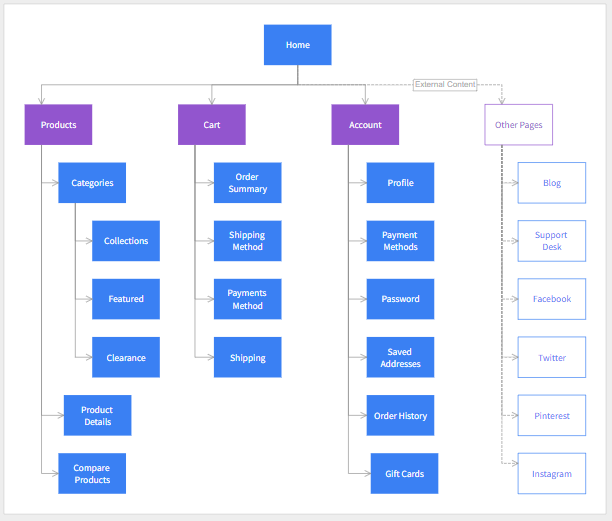 Home
External Content
Products
Cart
Account
Other Pages
Categories
Order
Summary
Profile
Blog
Collections
Shipping
Method
Payment
Methods
Support
Desk
Featured
Payments
Method
Password
Facebook
Clearance
Shipping
Saved
Addresses
Twitter
Product
Details
Order History
Pinterest
Compare
Products
Gift Cards
Instagram